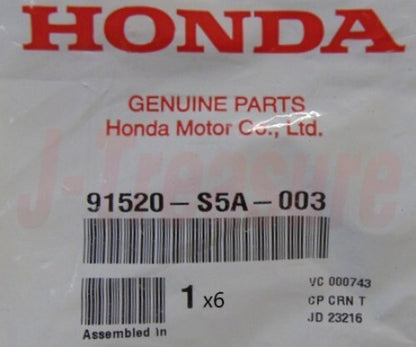 HONDA
GENUINE PARTS
Honda Motor Co., Ltd.
J-Treasure
91520-S5A-003
1 x6
VC 000743
CP CRN T
JD 23216
Assembled in